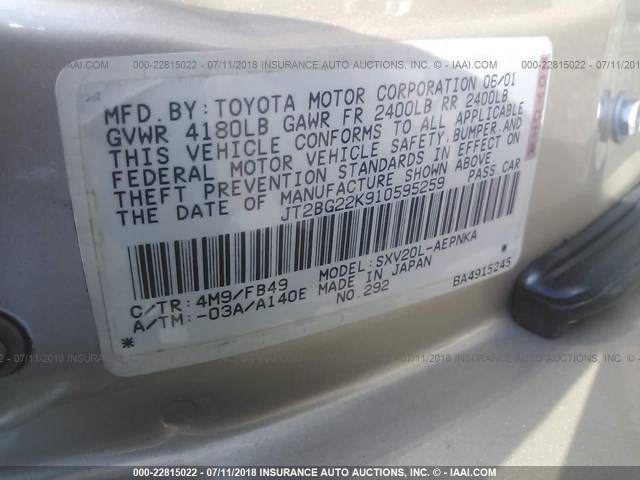 000-22815022 - 07/11/2018 INSURANCE AUTO AUCTIONS - © IAAI.COM
MFD. BY: TOYOTA MOTOR CORPORATION 06/01
GVWR 4180LB GAWR FR 2400LB RR 2400LB
THIS VEHICLE CONFORMS TO ALL APPLICABLE
FEDERAL MOTOR VEHICLE SAFETY, BUMPER, AND
THEFT PREVENTION STANDARDS IN EFFECT ON
THE DATE OF MANUFACTURE SHOWN ABOVE.
JT2BG22K910595259 PASS CAR
C/TR: 4M9/FB49 MODEL: SXV20L-AEPNKA
A/TM: -03A/A140E MADE IN JAPAN
NO. 292 BA4915245
000-22815022 - 07/11/2018 INSURANCE AUTO AUCTIONS - © IAAI.COM